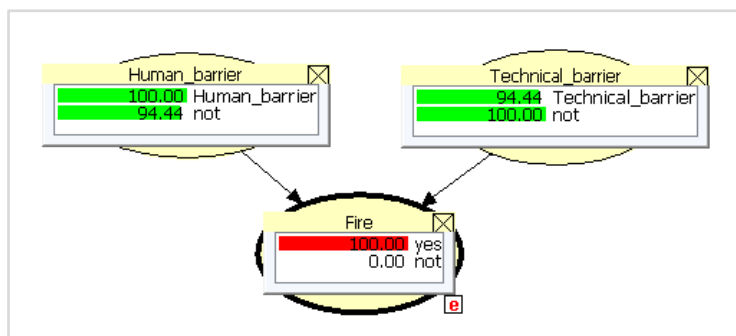 Human_barrier
100.00 Human_barrier
94.44 not
Technical_barrier
94.44 Technical_barrier
100.00 not
Fire
100.00 yes
0.00 not
e